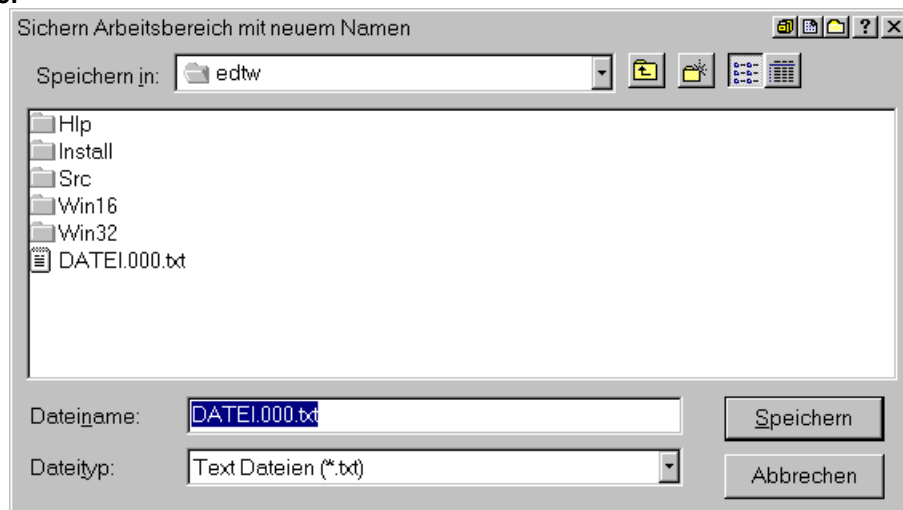 Sichern Arbeitsbereich mit neuem Namen
Speichern in: edtw
Hlp
Install
Src
Win16
Win32
DATEI.000.txt
Dateiname: DATEI.000.txt Speichern
Dateityp: Text Dateien (*.txt) Abbrechen